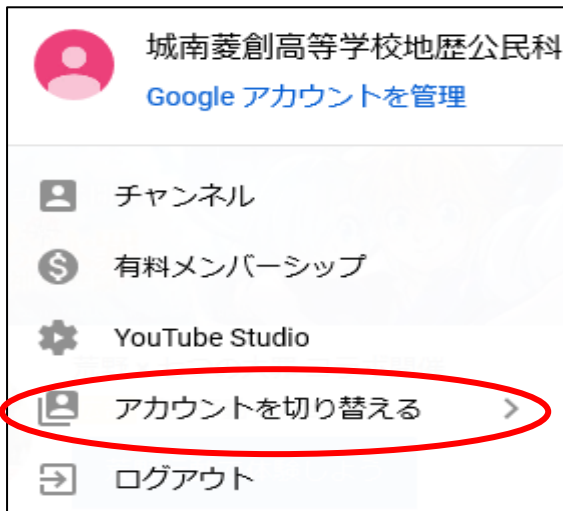 城南菱創高等学校地歴公民科
Google アカウントを管理
チャンネル
有料メンバーシップ
YouTube Studio
アカウントを切り替える
ログアウト